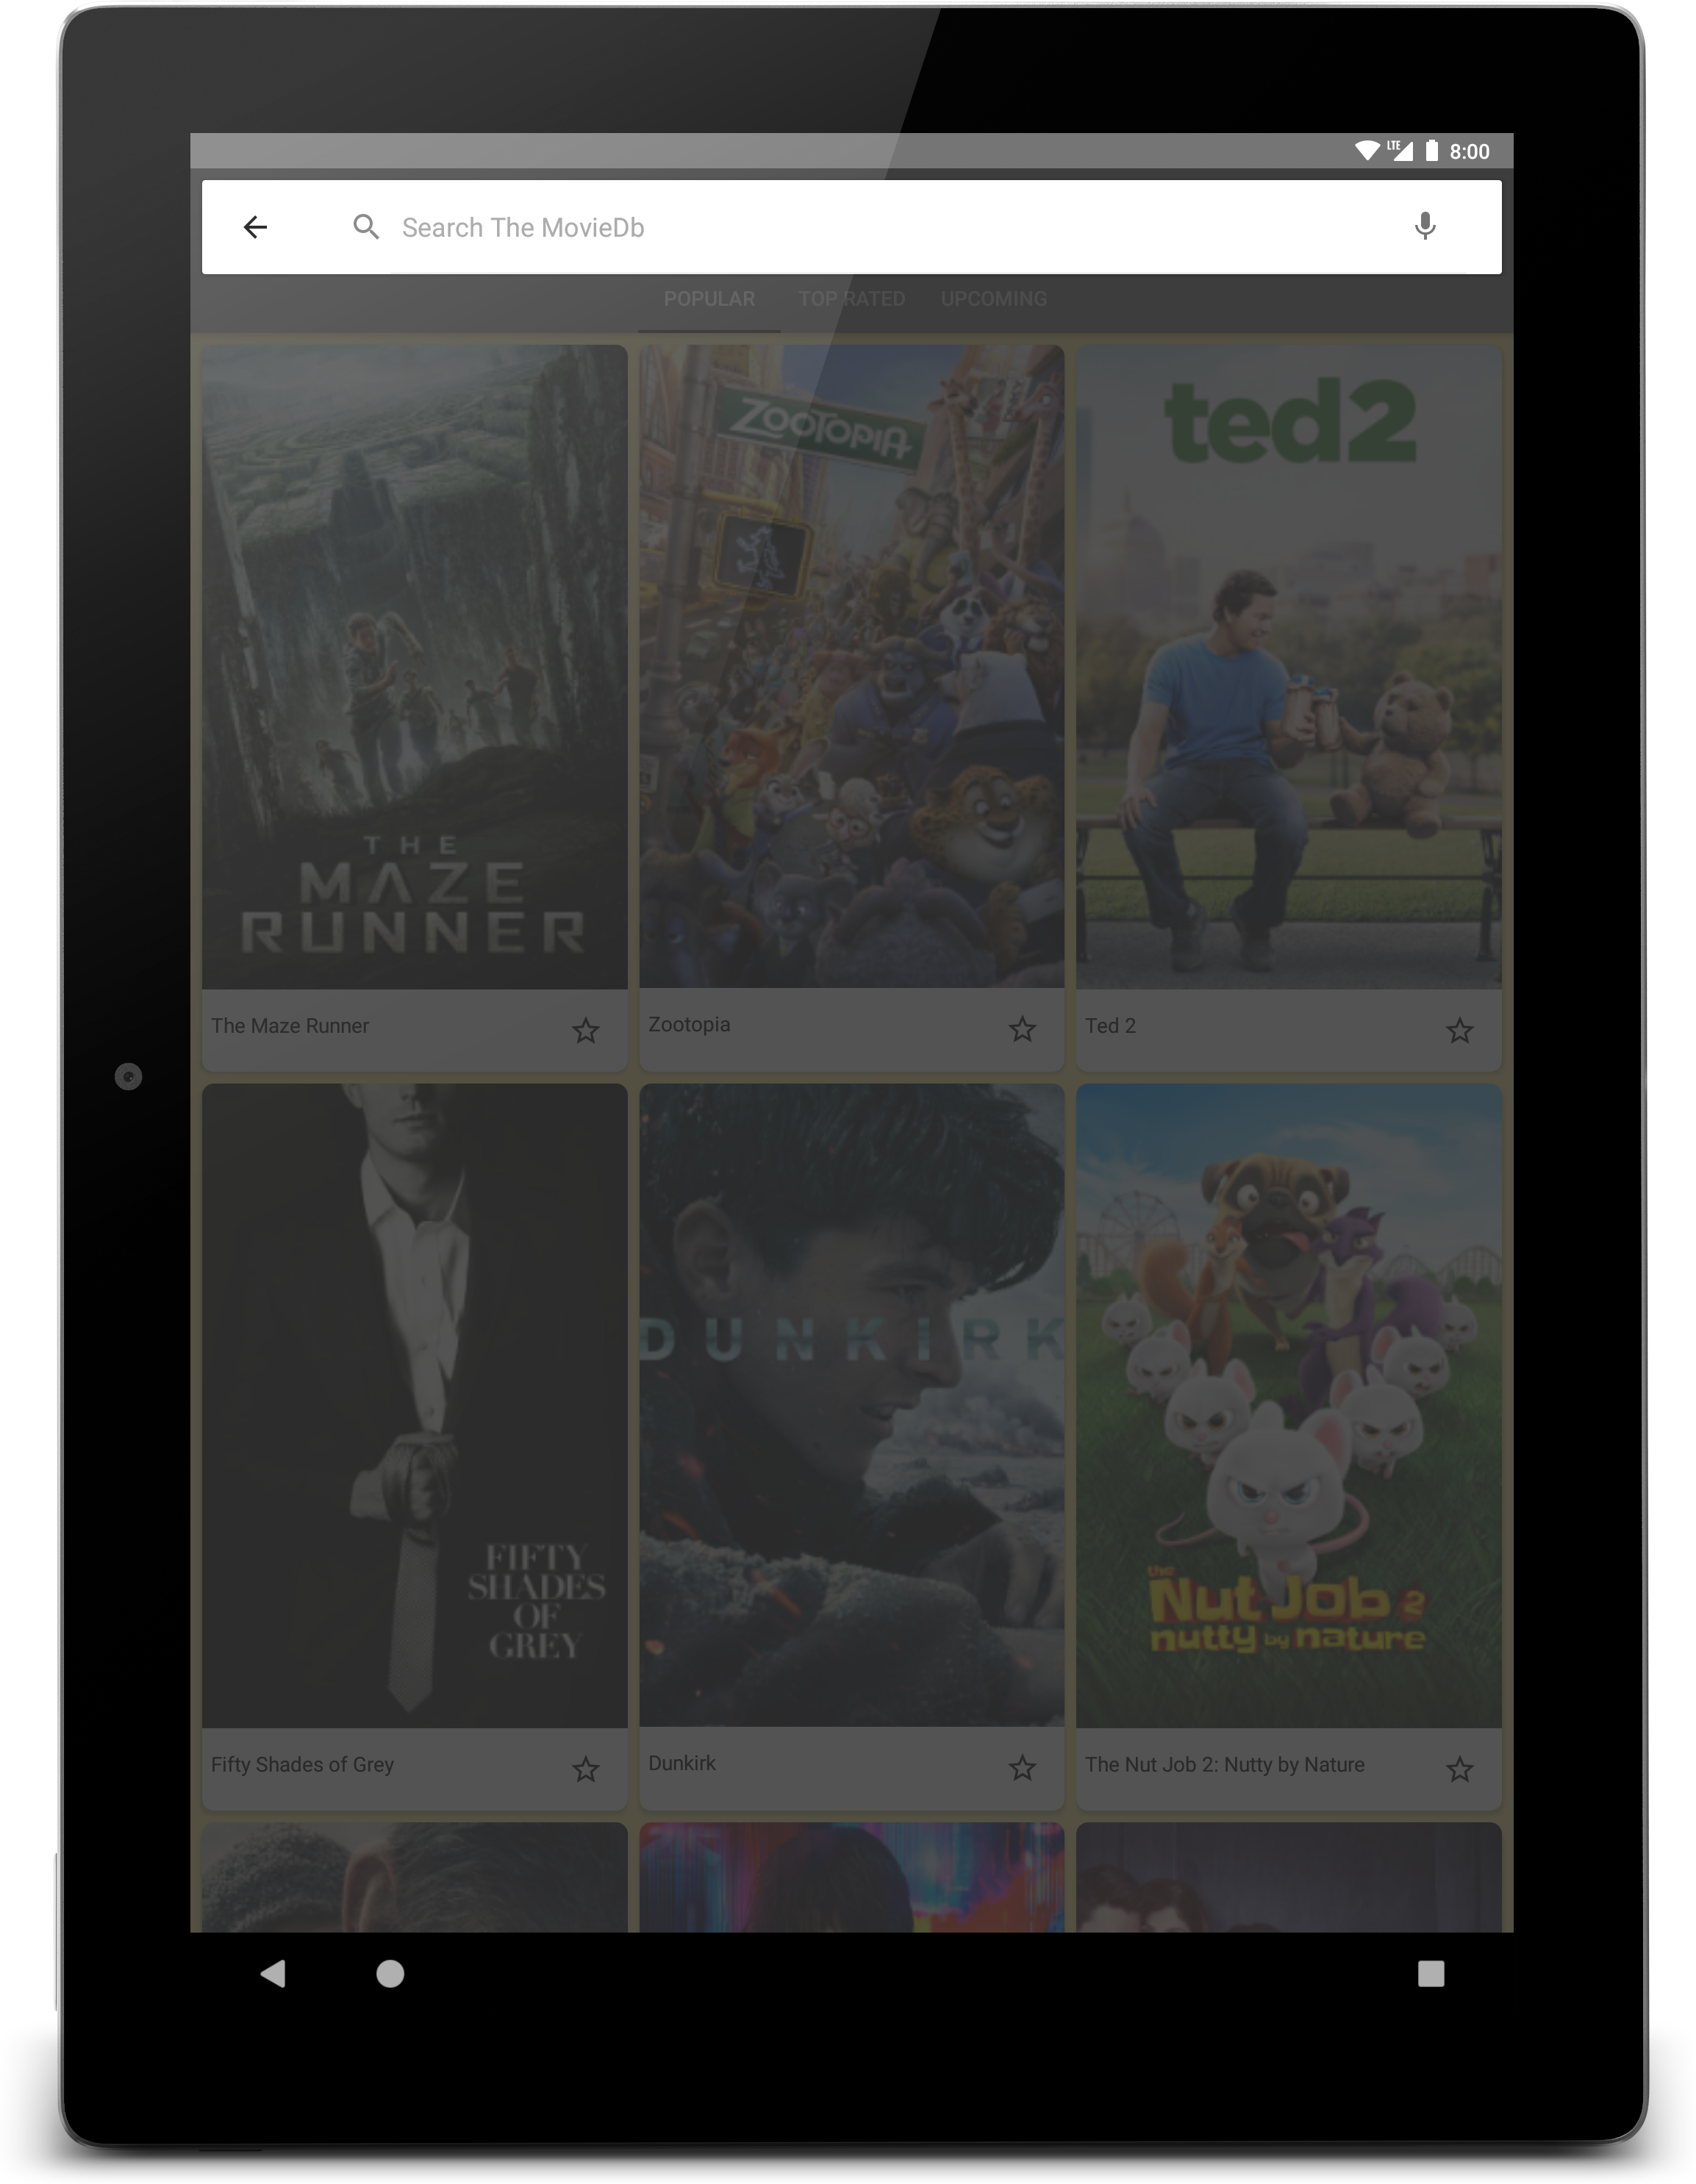 LTE 8:00
Search The MovieDb
POPULAR TOP RATED UPCOMING
ZOOTOPIA
ted2
THE
MAZE
RUNNER
The Maze Runner
Zootopia
Ted 2
DUNKIRK
FIFTY
SHADES
OF
GREY
the
Nut Job 2
nutty by nature
Fifty Shades of Grey
Dunkirk
The Nut Job 2: Nutty by Nature